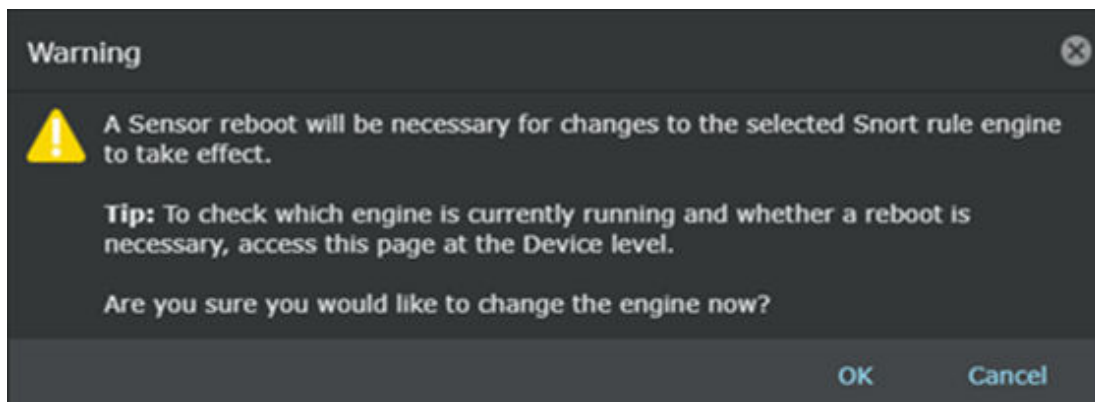 Warning
A Sensor reboot will be necessary for changes to the selected Snort rule engine
to take effect.
Tip: To check which engine is currently running and whether a reboot is
necessary, access this page at the Device level.
Are you sure you would like to change the engine now?
OK Cancel